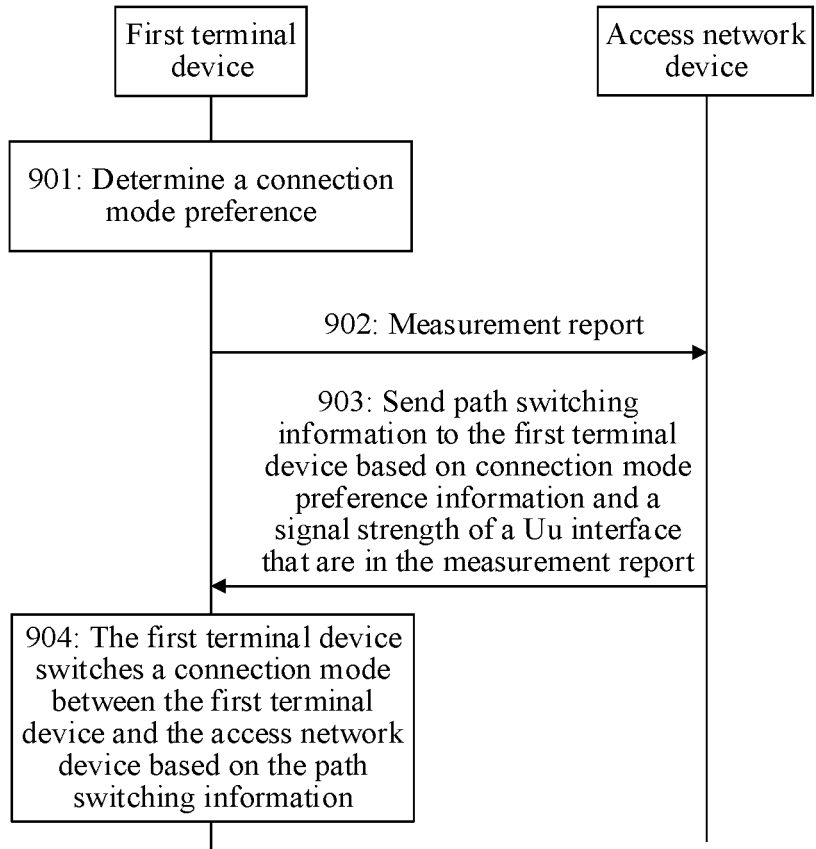 First terminal
device
Access network
device
901: Determine a connection
mode preference
902: Measurement report
903: Send path switching
information to the first terminal
device based on connection mode
preference information and a
signal strength of a Uu interface
that are in the measurement report
904: The first terminal device
switches a connection mode
between the first terminal
device and the access network
device based on the path
switching information